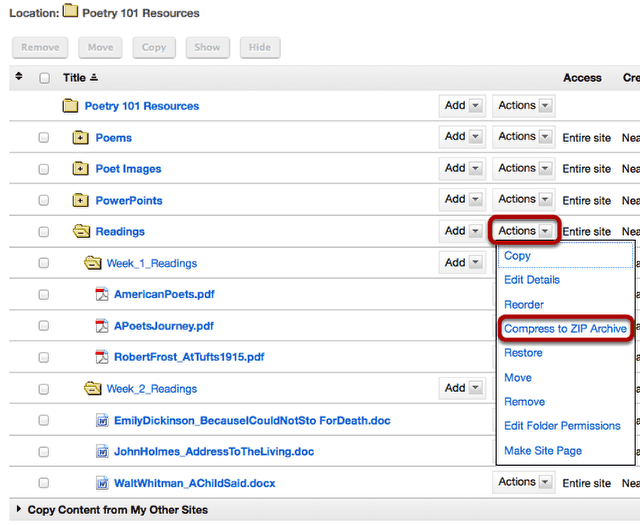 Location: Poetry 101 Resources
Remove Move Copy Show Hide
Title Access Cre
Poetry 101 Resources Add Actions
Poems Add Actions Entire site Nea
Poet Images Add Actions Entire site Nea
PowerPoints Add Actions Entire site Nea
Readings Add Actions Entire site Nea
Copy
Week_1_Readings Add
Edit Details
AmericanPoets.pdf
Reorder
APoetsJourney.pdf Compress to ZIP Archive
RobertFrost_AtTufts1915.pdf Restore
Move
Week_2_Readings Add
Remove
EmilyDickinson_BecauseICouldNotSto ForDeath.doc Edit Folder Permissions
JohnHolmes_AddressToTheLiving.doc Make Site Page
WaltWhitman_AChildSaid.docx Actions Entire site Nea
Copy Content from My Other Sites